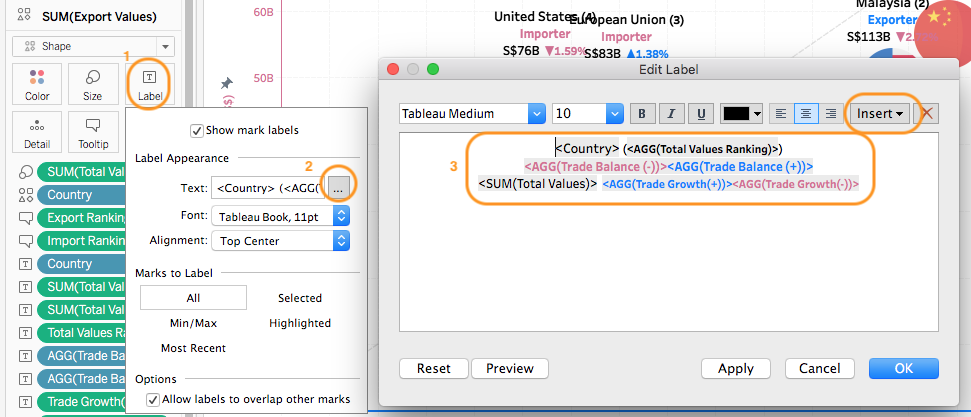 SUM(Export Values)
Shape
1
Color
Size
Label
Detail
Tooltip
SUM(Total Val
Country
Export Rankin
Import Rankin
Country
SUM(Total Val
SUM(Total Val
Total Values Ra
AGG(Trade Ba
AGG(Trade Ba
Trade Growth(
Show mark labels
Label Appearance
2
Text:
<Country> (<AGG(T
...
Font:
Tableau Book, 11pt
Alignment:
Top Center
Marks to Label
All
Selected
Min/Max
Highlighted
Most Recent
Options
Allow labels to overlap other marks
60B
50B
United States (4)
Importer
S$76B ▼1.59%
European Union (3)
Importer
S$83B ▲1.38%
Malaysia (2)
Exporter
S$113B ▼2.
Edit Label
Tableau Medium
10
B
I
U
Insert
3
<Country> (<AGG(Total Values Ranking)>)
<AGG(Trade Balance (-))><AGG(Trade Balance (+))>
<SUM(Total Values)> <AGG(Trade Growth(+))><AGG(Trade Growth(-))>
Reset
Preview
Apply
Cancel
OK